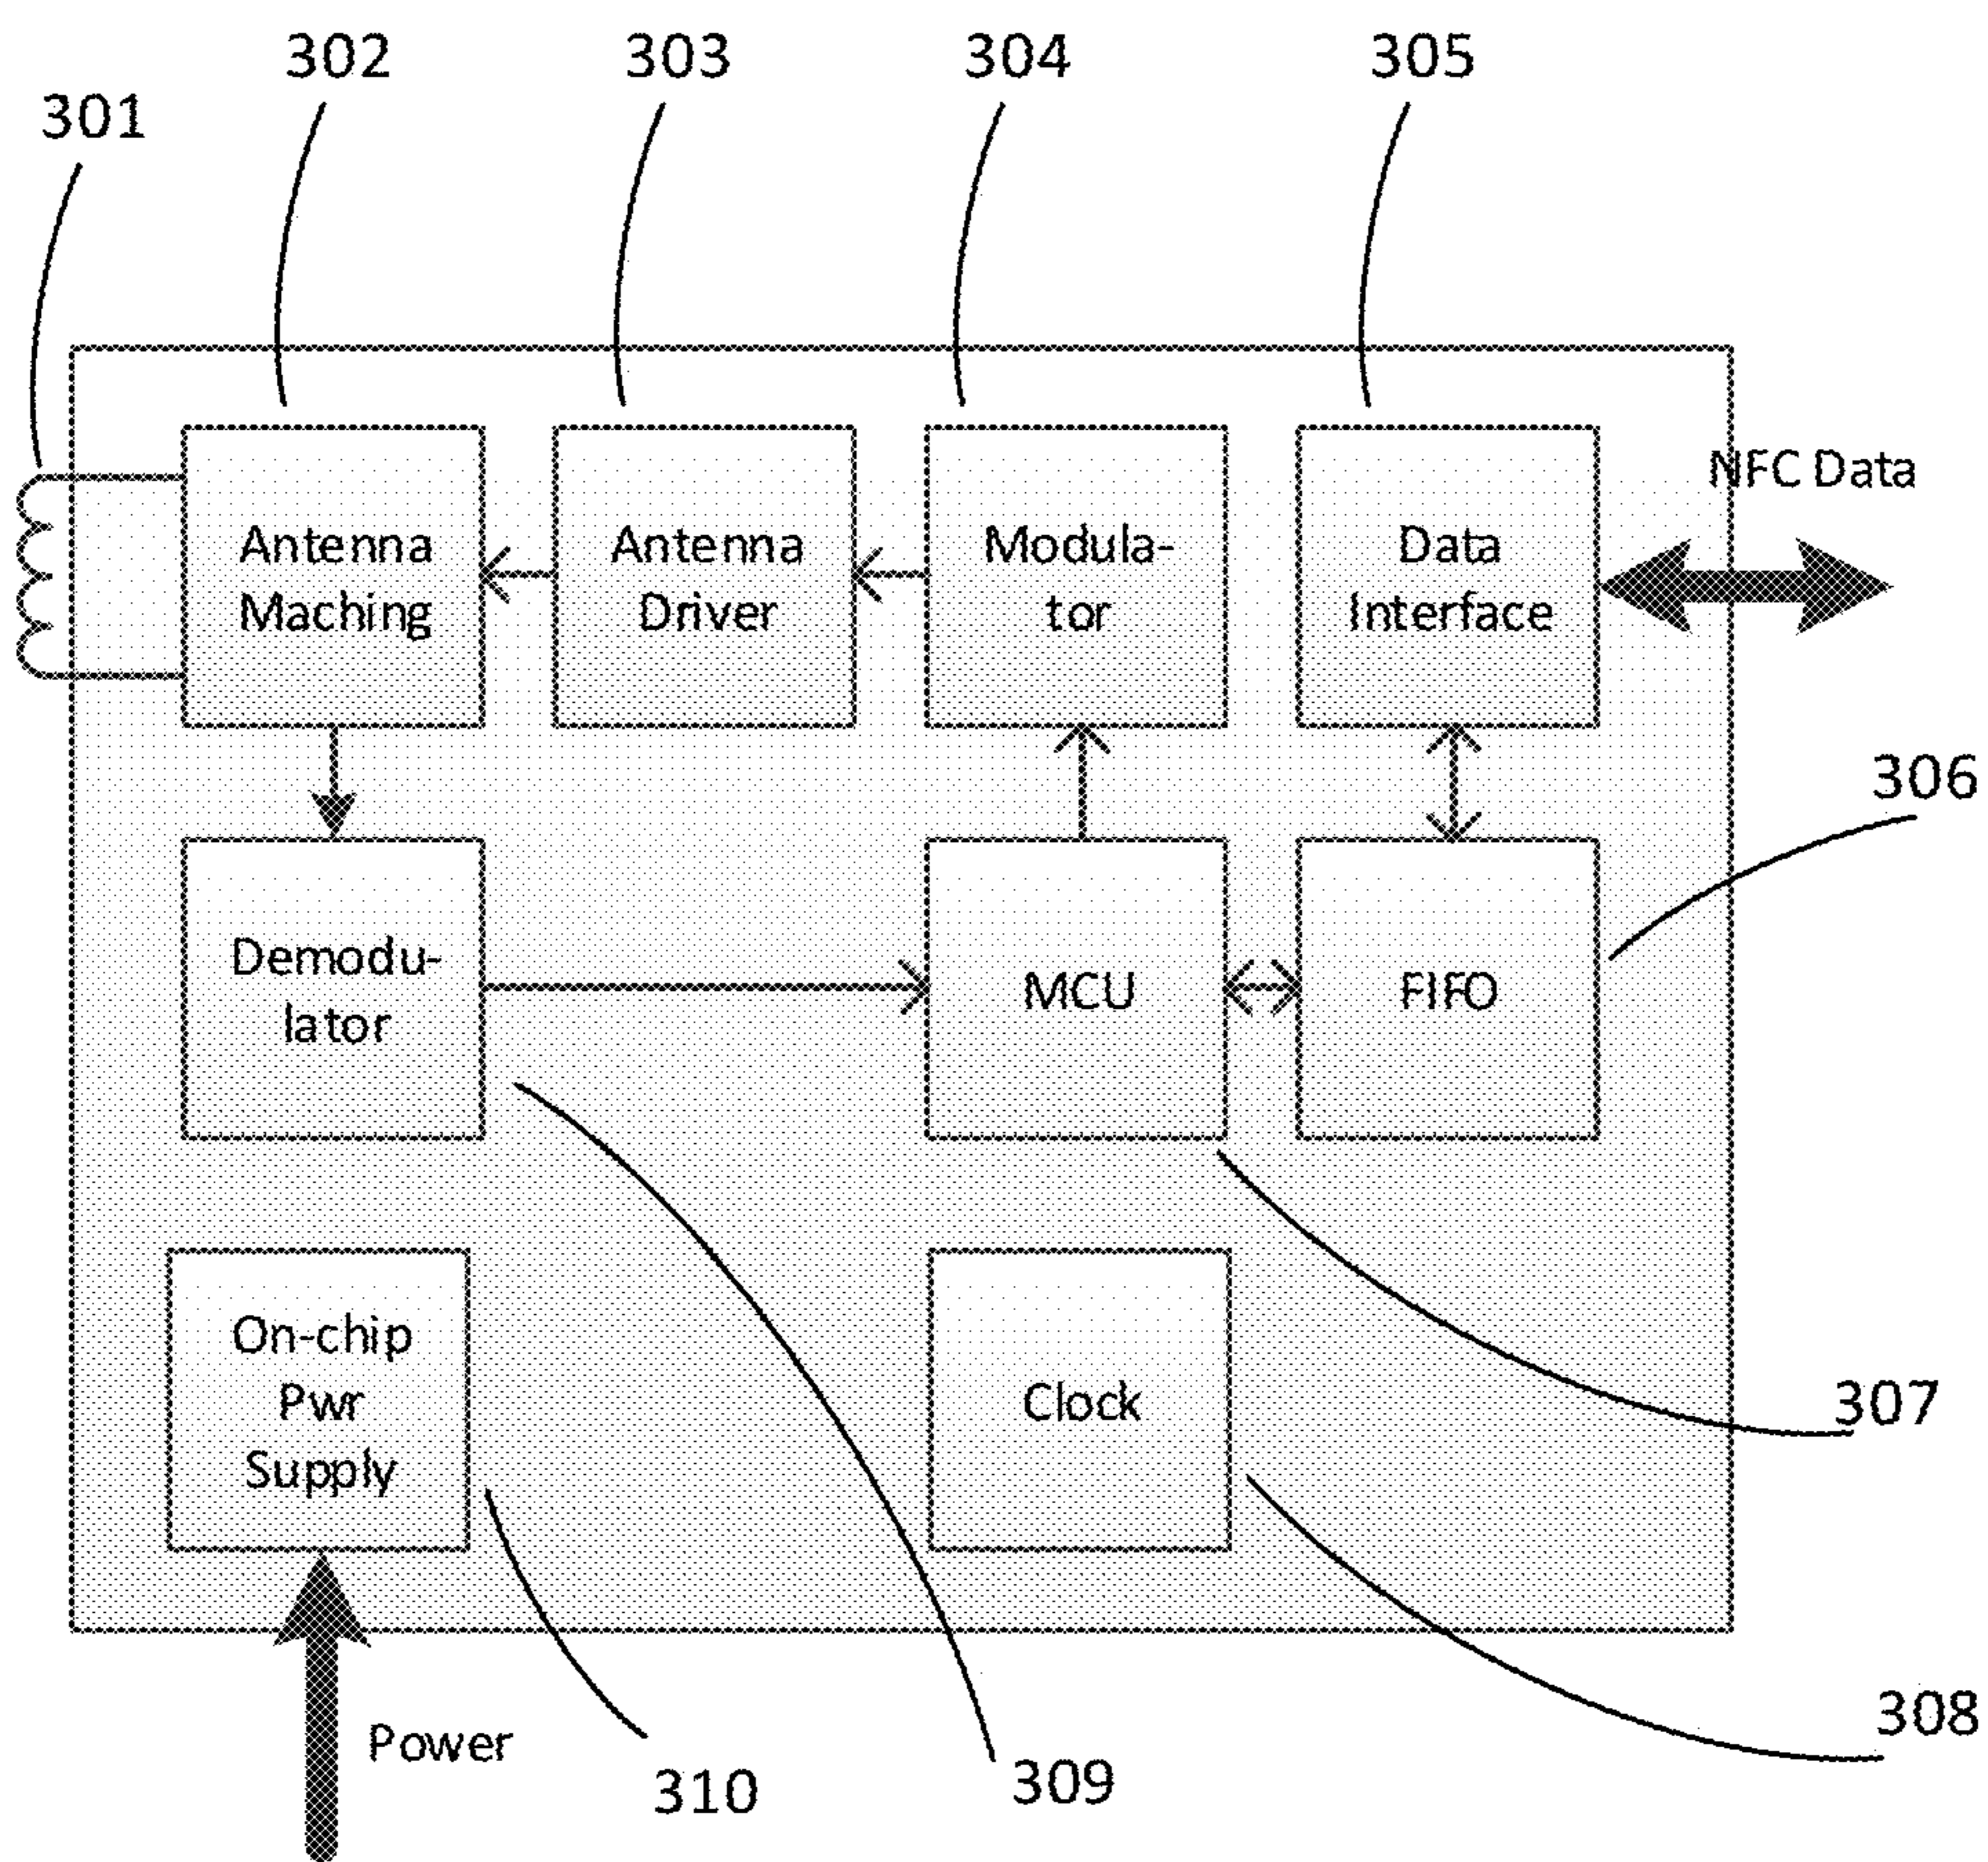 302
303
304
305
301
NFC Data
Antenna
Maching
Antenna
Driver
Modula-
tor
Data
Interface
306
Demodu-
lator
MCU
FIFO
On-chip
Pwr
Supply
Clock
307
308
Power
310
309